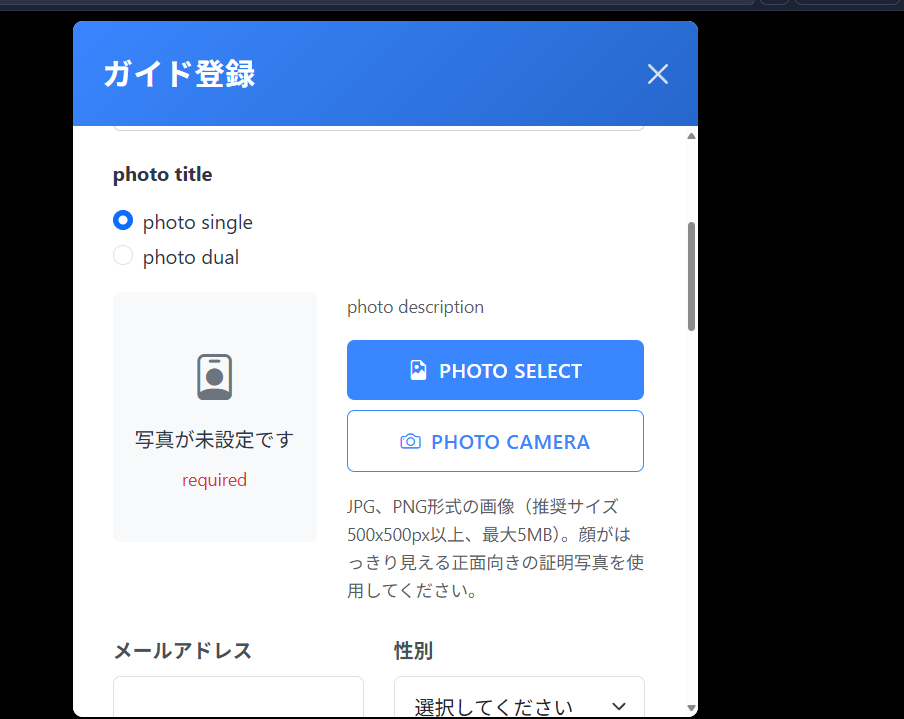 ガイド登録
photo title
photo single
photo dual
写真が未設定です
required
photo description
PHOTO SELECT
PHOTO CAMERA
JPG、PNG形式の画像（推奨サイズ
500x500px以上、最大5MB）。顔がは
っきり見える正面向きの証明写真を使
用してください。
メールアドレス
性別
選択してください